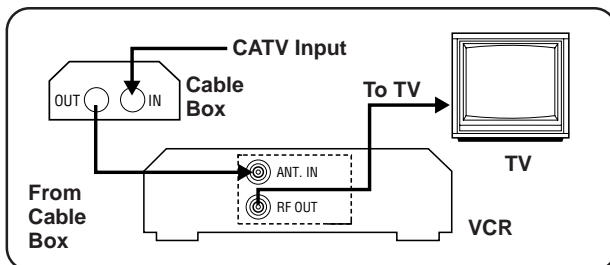 CATV Input
Cable
Box
OUT
IN
To TV
TV
ANT. IN
RF OUT
From
Cable
Box
VCR